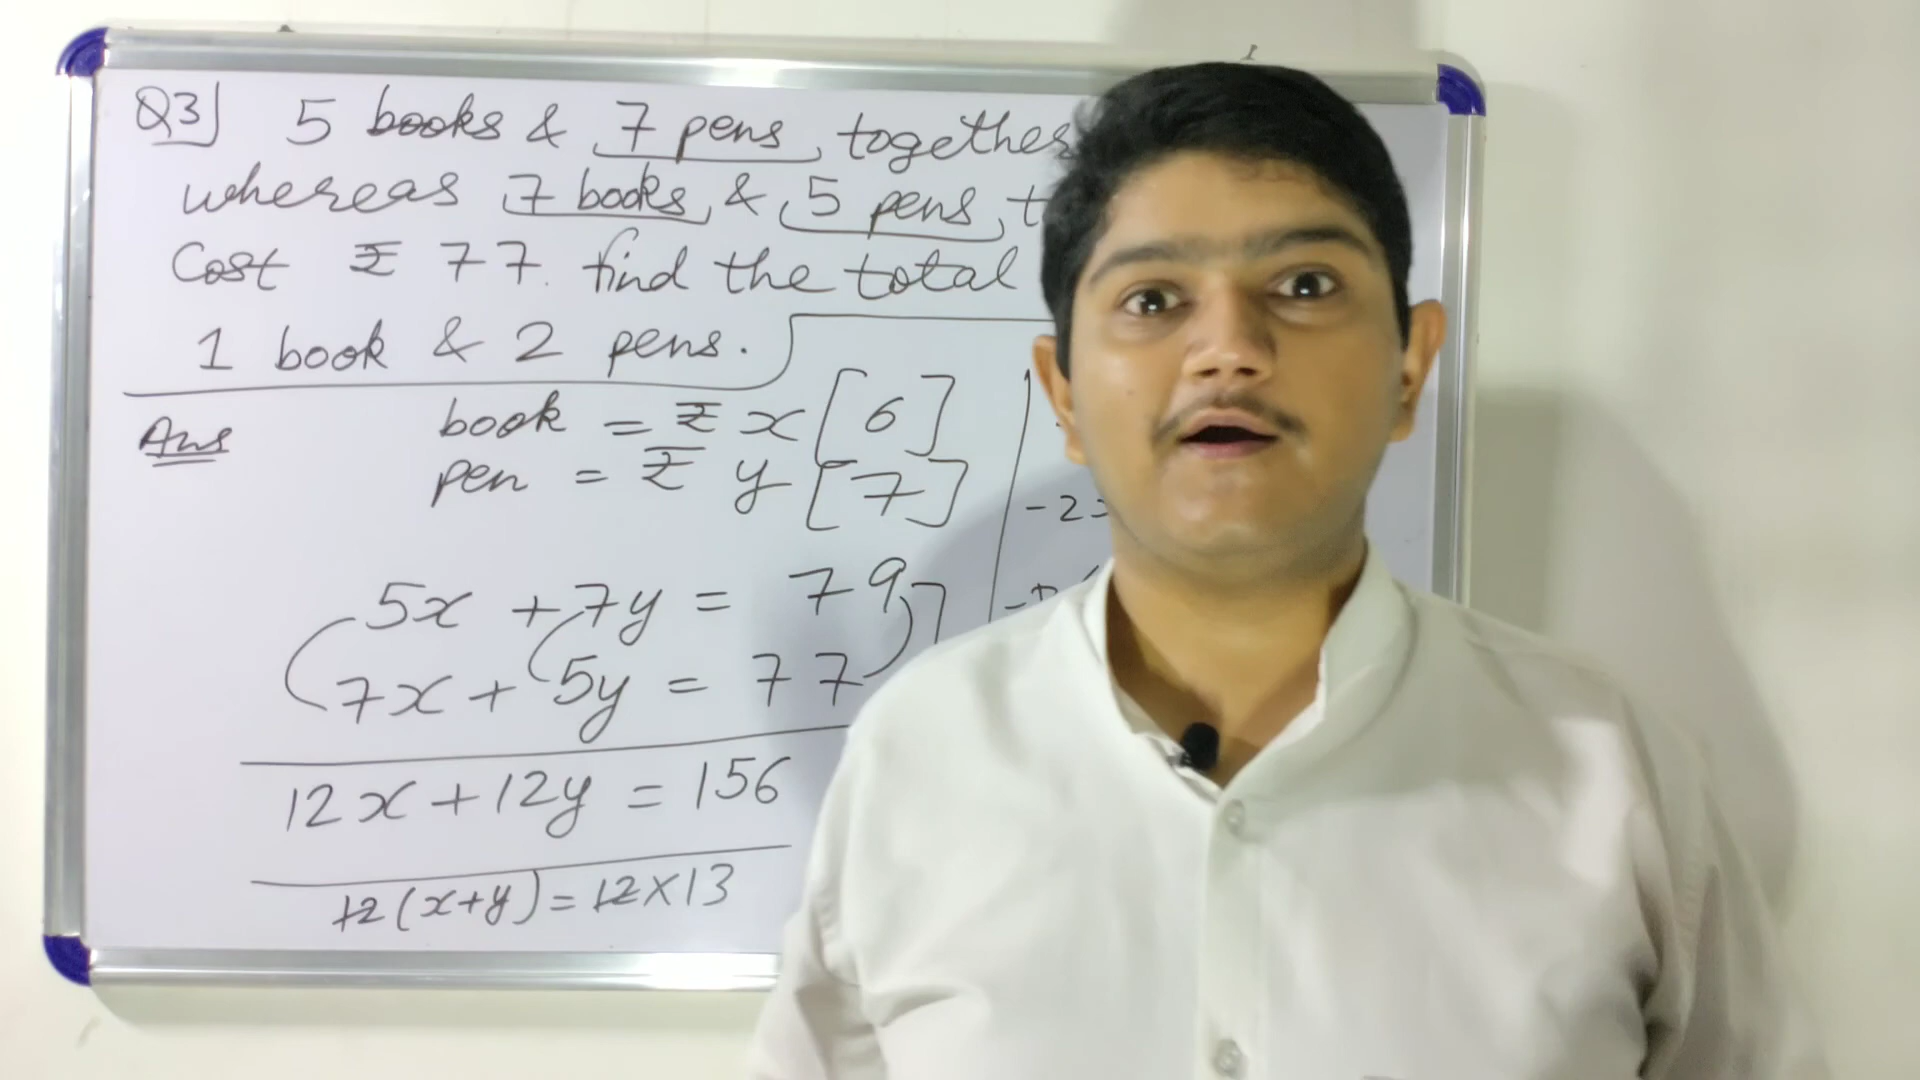 Q3] 5 books & 7 pens together
whereas 7 books & 5 pens
Cost ₹ 77. find the total
1 book & 2 pens.
Ans
book = ₹ x [6]
pen = ₹ y [7]
5x + 7y = 79
7x + 5y = 77
12x + 12y = 156
12(x+y) = 12×13